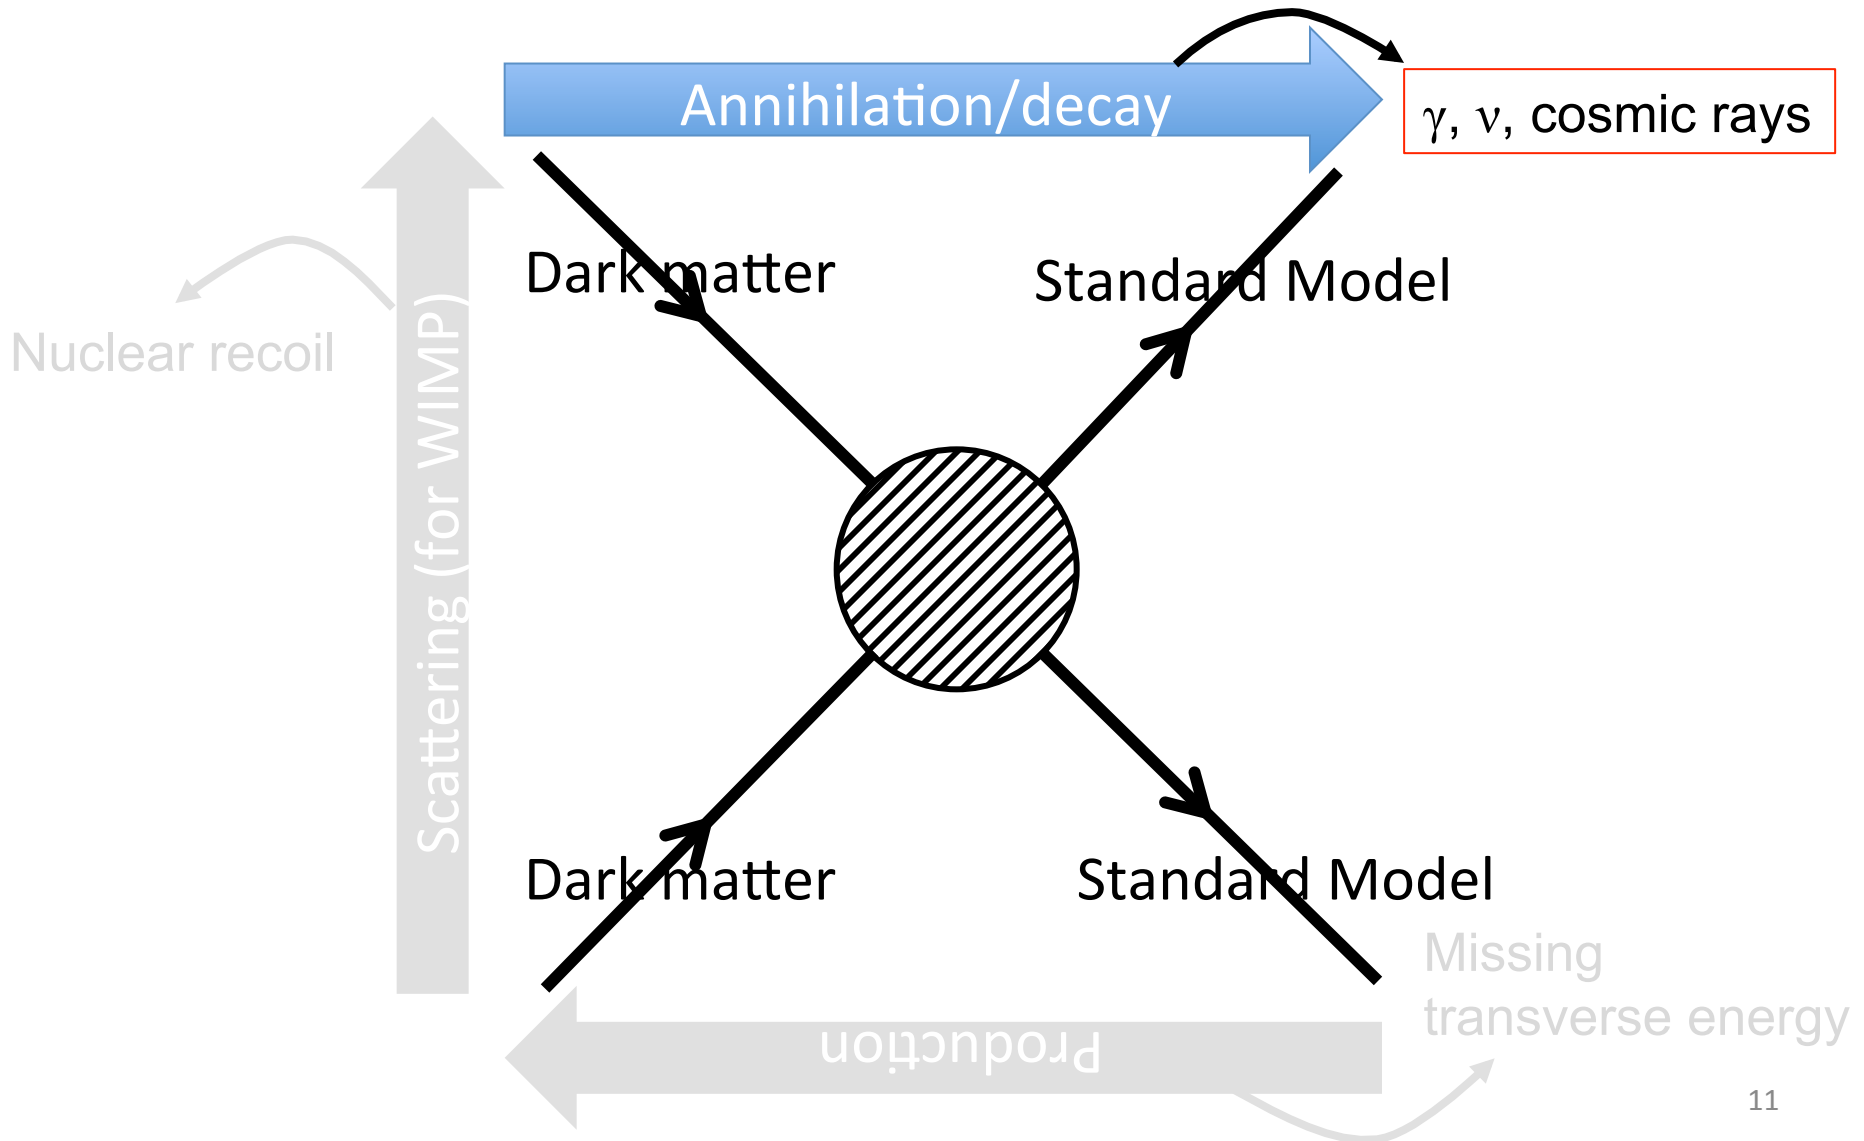 Annihilation/decay
γ, ν, cosmic rays
Dark matter
Standard Model
Nuclear recoil
Scattering (for WIMP)
Dark matter
Standard Model
Missing
transverse energy
Production
11